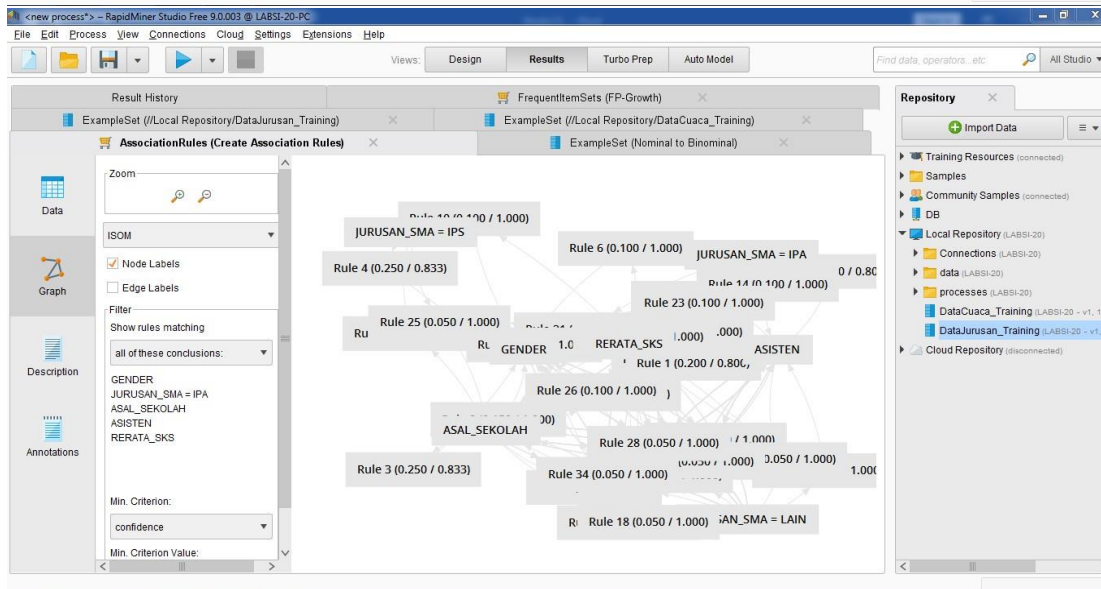 <new process*> – RapidMiner Studio Free 9.0.003 @ LABSI-20-PC
File Edit Process View Connections Cloud Settings Extensions Help
Views: Design Results Turbo Prep Auto Model
Find data, operators...etc All Studio
Result History
FrequentItemSets (FP-Growth)
ExampleSet (//Local Repository/DataJurusan_Training)
ExampleSet (//Local Repository/DataCuaca_Training)
AssociationRules (Create Association Rules)
ExampleSet (Nominal to Binominal)
Data
Graph
Description
Annotations
Zoom
ISOM
Node Labels
Edge Labels
Filter
Show rules matching
all of these conclusions:
GENDER
JURUSAN_SMA = IPA
ASAL_SEKOLAH
ASISTEN
RERATA_SKS
Min. Criterion:
confidence
Min. Criterion Value:
JURUSAN_SMA = IPS
Rule 6 (0.100 / 1.000)
JURUSAN_SMA = IPA
Rule 4 (0.250 / 0.833)
Rule 14 (0.100 / 1.000)
Rule 23 (0.100 / 1.000)
Rule 25 (0.050 / 1.000)
GENDER
RERATA_SKS
ASISTEN
Rule 1 (0.200 / 0.800)
Rule 26 (0.100 / 1.000)
ASAL_SEKOLAH
Rule 28 (0.050 / 1.000)
0.050 / 1.000)
Rule 3 (0.250 / 0.833)
Rule 34 (0.050 / 1.000)
Rule 18 (0.050 / 1.000)
SAN_SMA = LAIN
Repository
Import Data
Training Resources (connected)
Samples
Community Samples (connected)
DB
Local Repository (LABSI-20)
Connections (LABSI-20)
data (LABSI-20)
processes (LABSI-20)
DataCuaca_Training (LABSI-20 - v1, 1
DataJurusan_Training (LABSI-20 - v1,
Cloud Repository (disconnected)